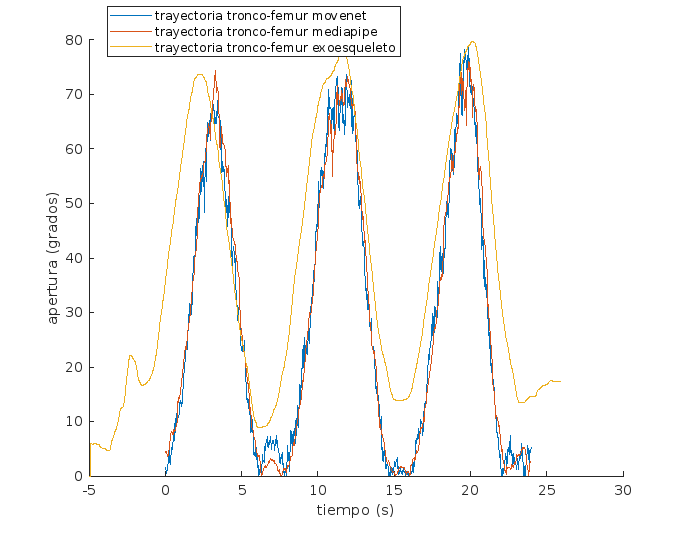 trayectoria tronco-femur movenet
trayectoria tronco-femur mediapipe
trayectoria tronco-femur exoesqueleto
80
70
60
50
40
30
20
10
0
apertura (grados)
-5 0 5 10 15 20 25 30
tiempo (s)